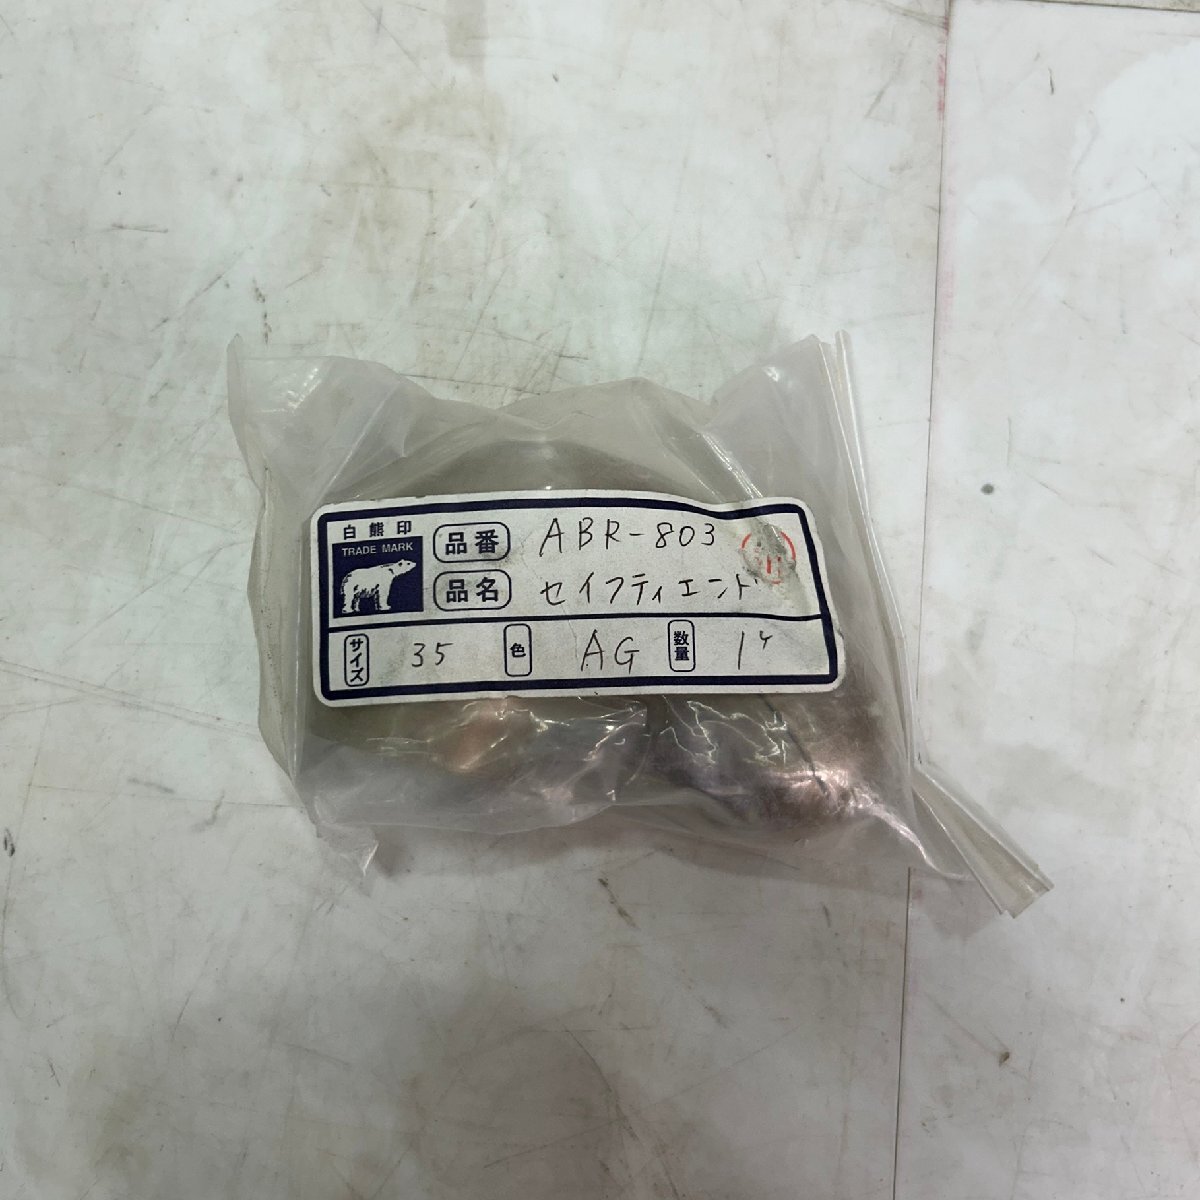 白熊印
TRADE MARK
品番 ABR-803
品名 セイフティエンド
サイズ 35 色 AG 数量 1ケ